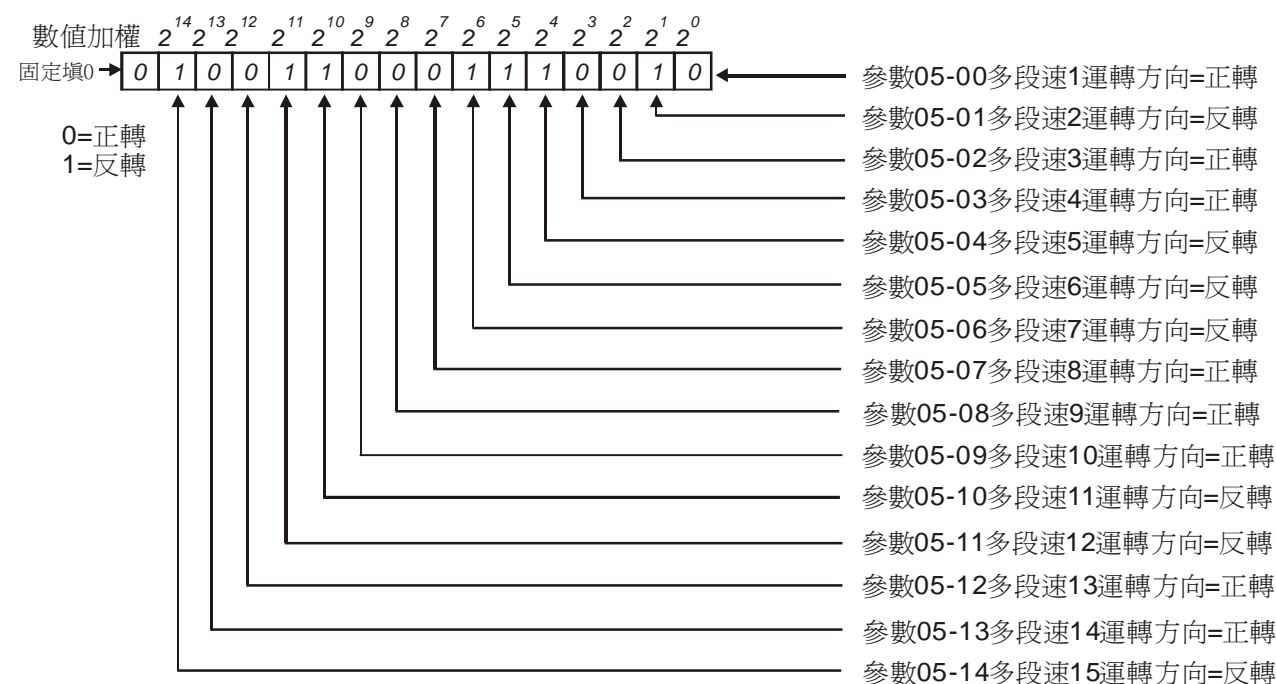 數值加權 2^14 2^13 2^12 2^11 2^10 2^9 2^8 2^7 2^6 2^5 2^4 2^3 2^2 2^1 2^0
固定填0 0 1 0 0 1 1 0 0 0 1 1 1 0 0 1 0
0=正轉
1=反轉
參數05-00多段速1運轉方向=正轉
參數05-01多段速2運轉方向=反轉
參數05-02多段速3運轉方向=正轉
參數05-03多段速4運轉方向=正轉
參數05-04多段速5運轉方向=反轉
參數05-05多段速6運轉方向=反轉
參數05-06多段速7運轉方向=反轉
參數05-07多段速8運轉方向=正轉
參數05-08多段速9運轉方向=正轉
參數05-09多段速10運轉方向=正轉
參數05-10多段速11運轉方向=反轉
參數05-11多段速12運轉方向=反轉
參數05-12多段速13運轉方向=正轉
參數05-13多段速14運轉方向=正轉
參數05-14多段速15運轉方向=反轉